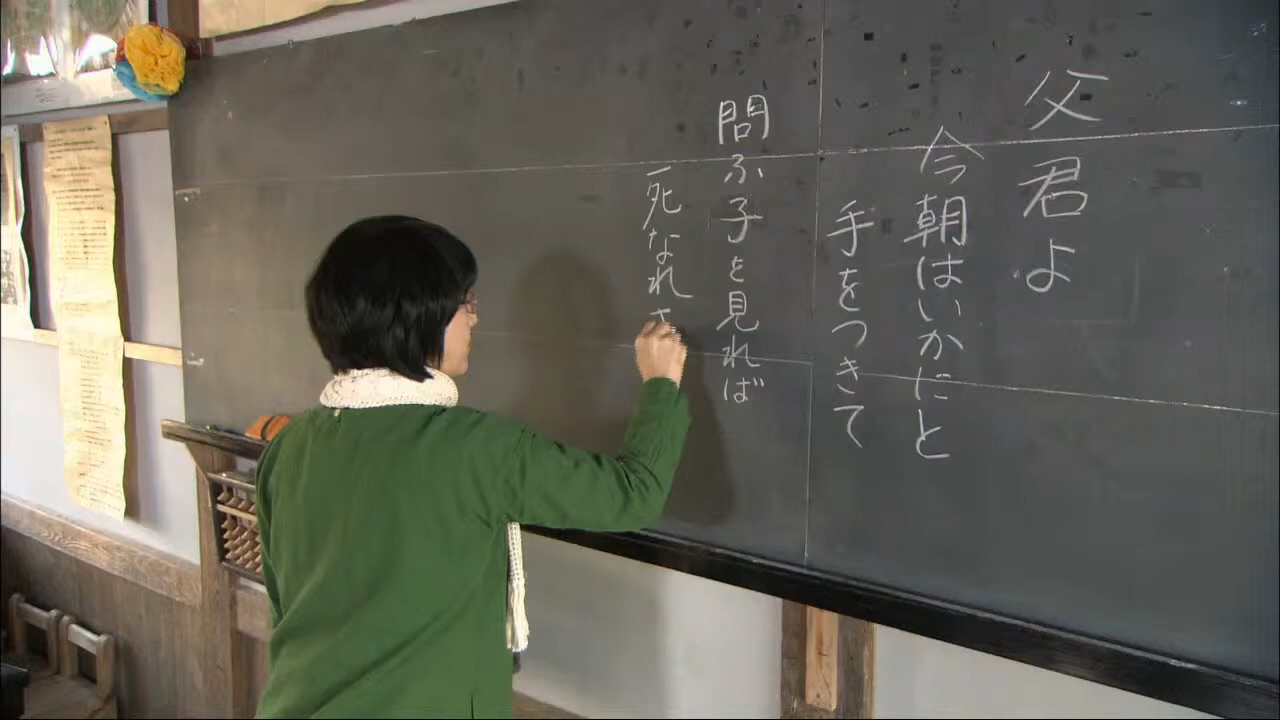 父君よ
今朝はいかにと
手をつきて
問ふ子を見れば
死なれさ